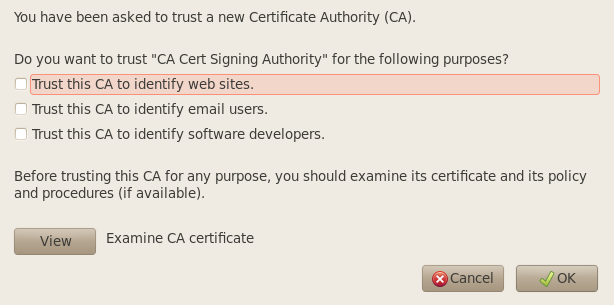 You have been asked to trust a new Certificate Authority (CA).
Do you want to trust "CA Cert Signing Authority" for the following purposes?
Trust this CA to identify web sites.
Trust this CA to identify email users.
Trust this CA to identify software developers.
Before trusting this CA for any purpose, you should examine its certificate and its policy
and procedures (if available).
View Examine CA certificate
Cancel OK